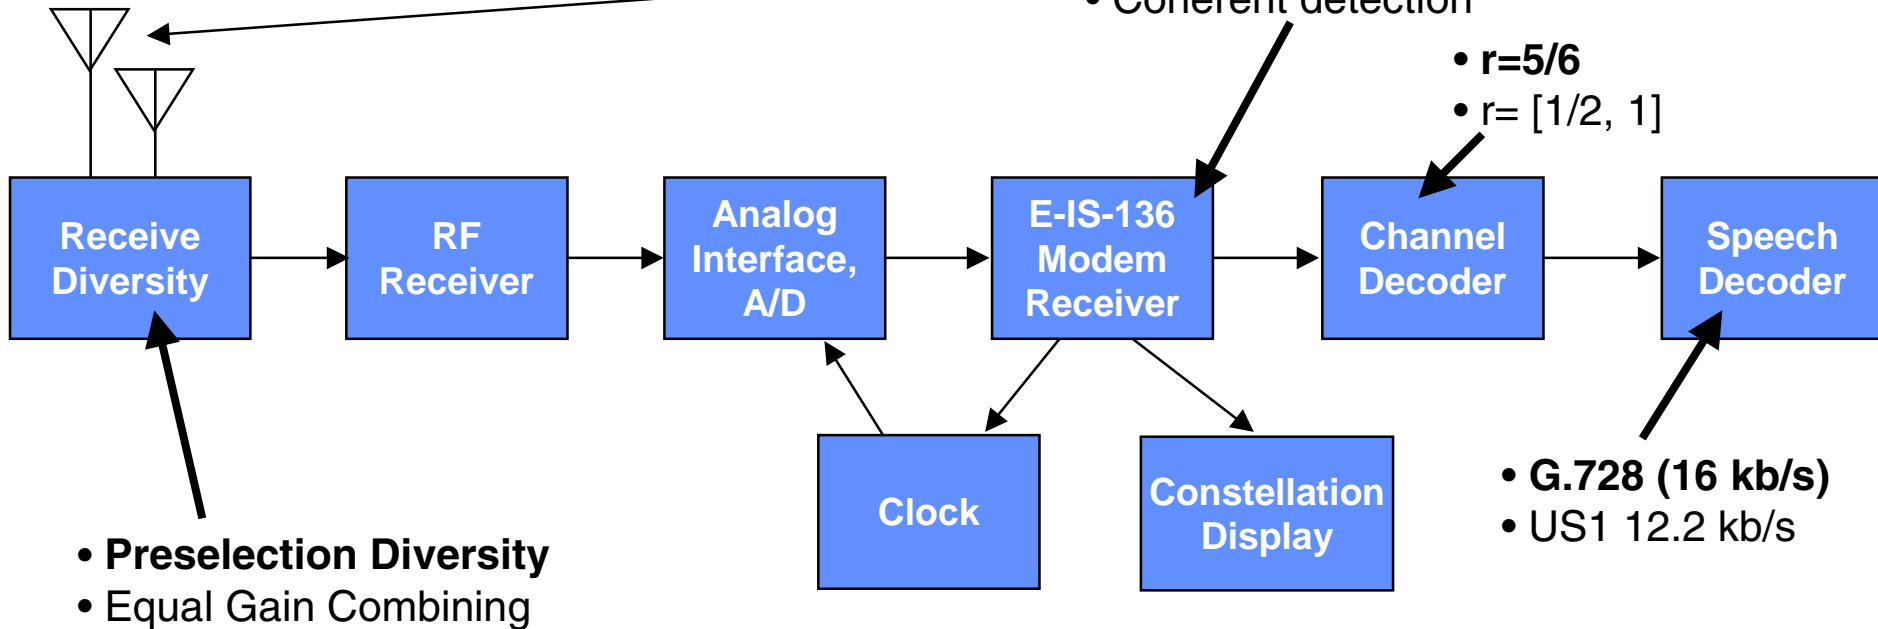 • Coherent detection
• r=5/6
• r= [1/2, 1]
Receive
Diversity
RF
Receiver
Analog
Interface,
A/D
E-IS-136
Modem
Receiver
Channel
Decoder
Speech
Decoder
Clock
Constellation
Display
• G.728 (16 kb/s)
• US1 12.2 kb/s
• Preselection Diversity
• Equal Gain Combining